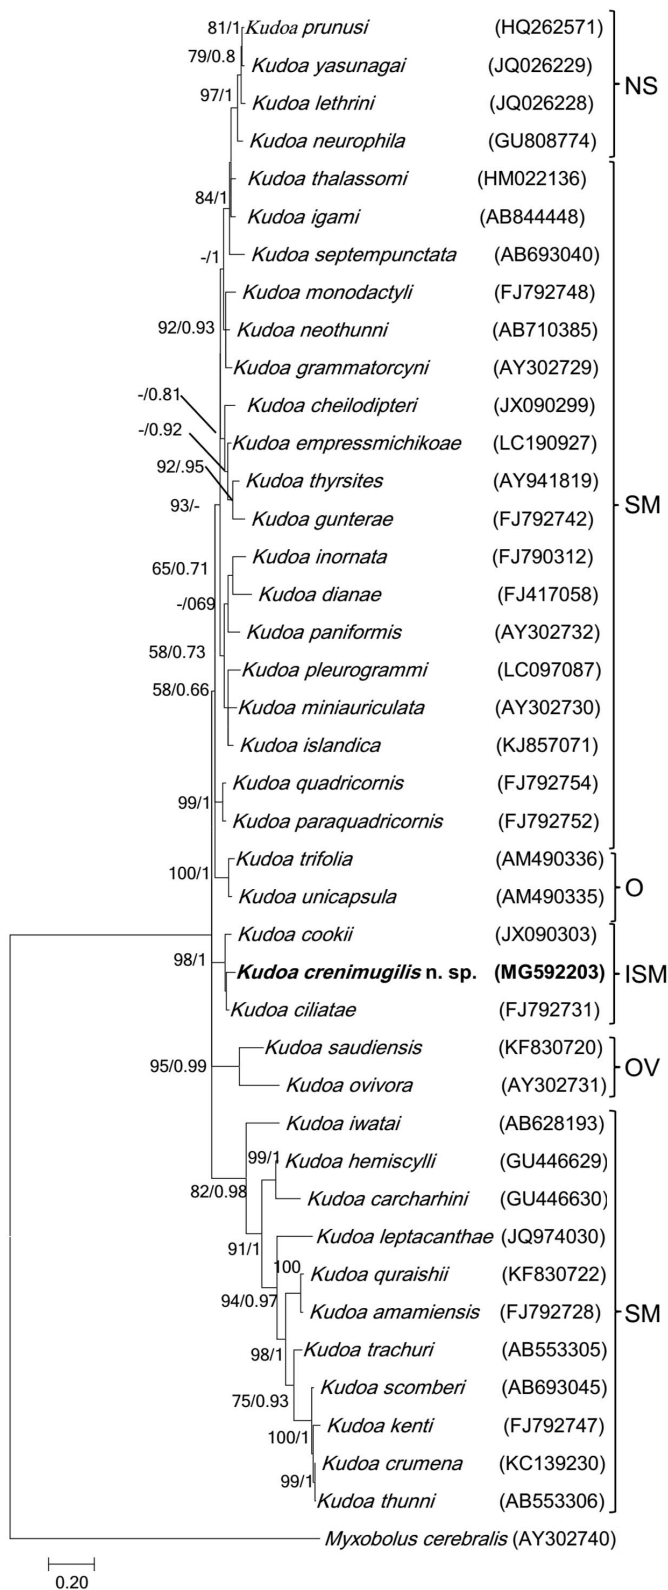 81/1 Kudoa prunusi (HQ262571)
79/0.8 Kudoa yasunagai (JQ026229)
NS
97/1 Kudoa lethrini (JQ026228)
Kudoa neurophila (GU808774)
Kudoa thalassomi (HM022136)
84/1
Kudoa igami (AB844448)
-/1 Kudoa septempunctata (AB693040)
Kudoa monodactyli (FJ792748)
92/0.93 Kudoa neothunni (AB710385)
Kudoa grammatorcyni (AY302729)
-/0.81
Kudoa cheilodipteri (JX090299)
-/0.92
Kudoa empressmichikoae (LC190927)
92/.95
Kudoa thyrsites (AY941819)
93/- SM
Kudoa gunterae (FJ792742)
65/0.71 Kudoa inornata (FJ790312)
-/069 Kudoa dianae (FJ417058)
Kudoa paniformis (AY302732)
58/0.73
Kudoa pleurogrammi (LC097087)
58/0.66
Kudoa miniauriculata (AY302730)
Kudoa islandica (KJ857071)
Kudoa quadricornis (FJ792754)
99/1
Kudoa paraquadricornis (FJ792752)
Kudoa trifolia (AM490336)
100/1 O
Kudoa unicapsula (AM490335)
Kudoa cookii (JX090303)
98/1
Kudoa crenimugilis n. sp. (MG592203) ISM
Kudoa ciliatae (FJ792731)
Kudoa saudiensis (KF830720)
95/0.99 OV
Kudoa ovivora (AY302731)
Kudoa iwatai (AB628193)
99/1 Kudoa hemiscylli (GU446629)
82/0.98
Kudoa carcharhini (GU446630)
91/1 Kudoa leptacanthae (JQ974030)
100 Kudoa quraishii (KF830722)
94/0.97
Kudoa amamiensis (FJ792728) SM
98/1 Kudoa trachuri (AB553305)
75/0.93 Kudoa scomberi (AB693045)
Kudoa kenti (FJ792747)
100/1
Kudoa crumena (KC139230)
99/1
Kudoa thunni (AB553306)
Myxobolus cerebralis (AY302740)
0.20